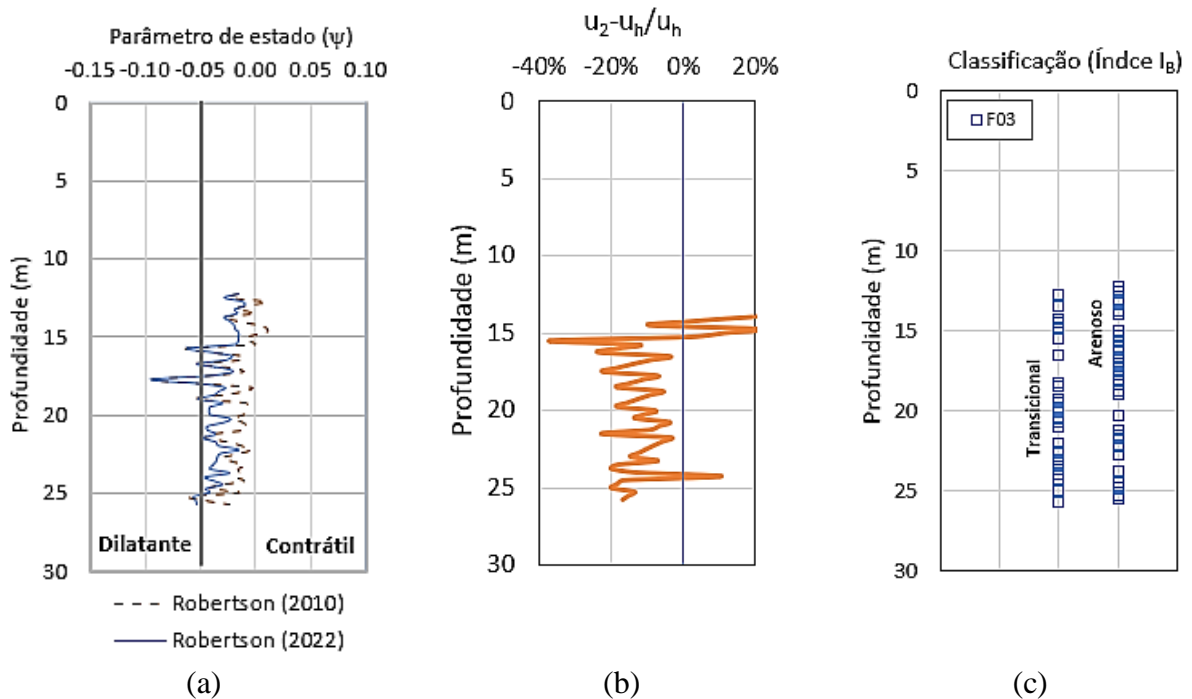 Parâmetro de estado (ψ)
-0.15 -0.10 -0.05 0.00 0.05 0.10
0
5
10
15
20
25
30
Profundidade (m)
Dilatante Contrátil
Robertson (2010)
Robertson (2022)
(a)
u2-uh/uh
-40% -20% 0% 20%
0
5
10
15
20
25
30
Profundidade (m)
(b)
Classificação (Índce IB)
0
5
10
15
20
25
30
Profundidade (m)
F03
Transicional
Arenoso
(c)